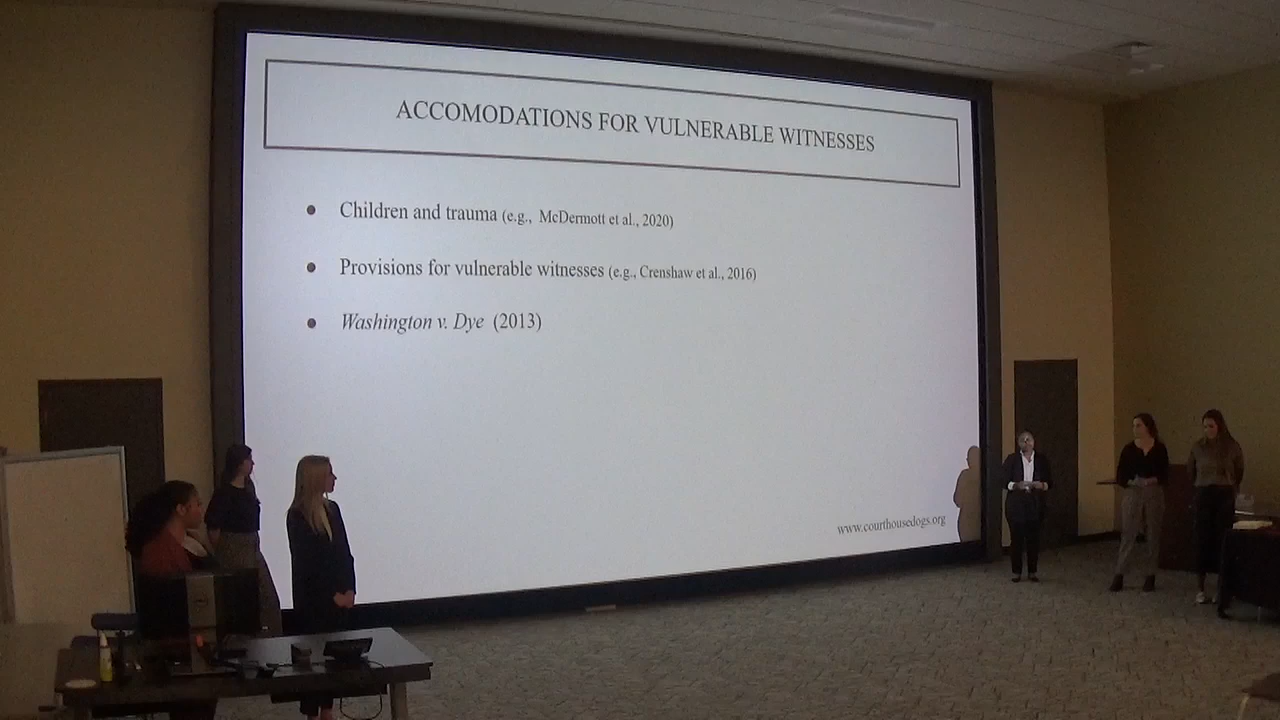 ACCOMODATIONS FOR VULNERABLE WITNESSES
● Children and trauma (e.g., McDermott et al., 2020)
● Provisions for vulnerable witnesses (e.g., Crenshaw et al., 2016)
● Washington v. Dye (2013)
www.courthousedogs.org